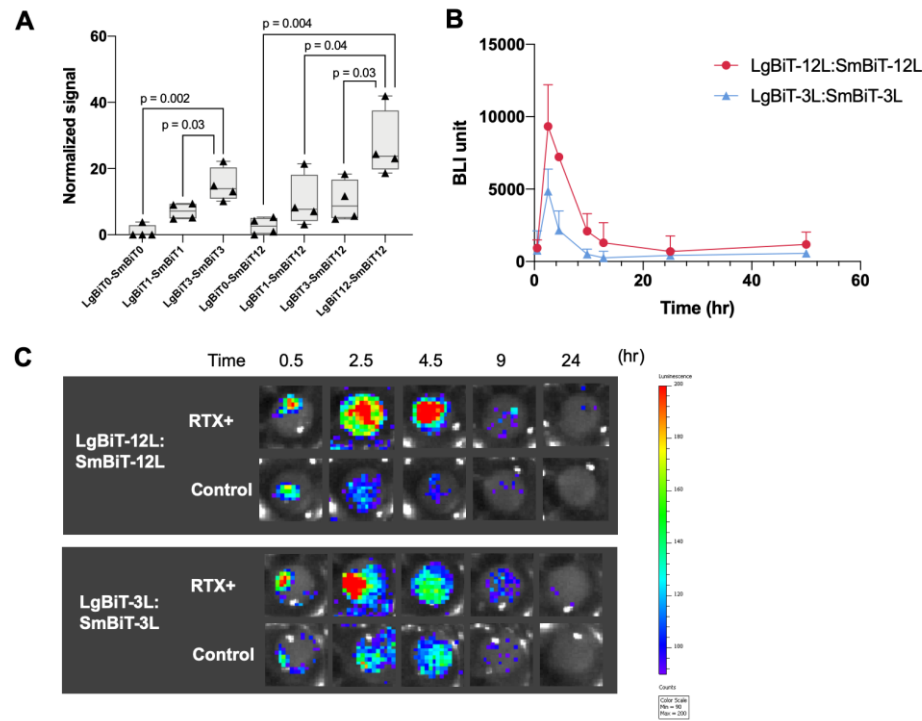 A
Normalized signal
60
40
20
0
p = 0.004
p = 0.04
p = 0.03
p = 0.002
p = 0.03
LgBiT0-SmBiT0
LgBiT1-SmBiT1
LgBiT3-SmBiT3
LgBiT0-SmBiT12
LgBiT1-SmBiT12
LgBiT3-SmBiT12
LgBiT12-SmBiT12
B
BLI unit
15000
10000
5000
0
0
20
40
60
Time (hr)
LgBiT-12L:SmBiT-12L
LgBiT-3L:SmBiT-3L
C
Time 0.5 2.5 4.5 9 24 (hr)
LgBiT-12L:
SmBiT-12L
RTX+
Control
LgBiT-3L:
SmBiT-3L
RTX+
Control
Luminescence
200
180
160
140
120
100
Counts
Color Scale
Min = 90
Max = 200